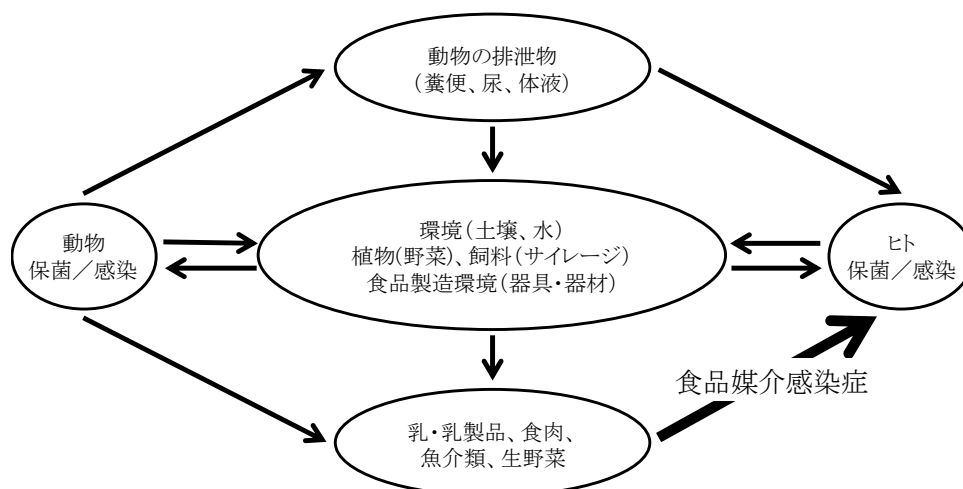 動物の排泄物
(糞便、尿、体液)
動物
保菌／感染
環境(土壌、水)
植物(野菜)、飼料(サイレージ)
食品製造環境(器具・器材)
ヒト
保菌／感染
食品媒介感染症
乳・乳製品、食肉、
魚介類、生野菜